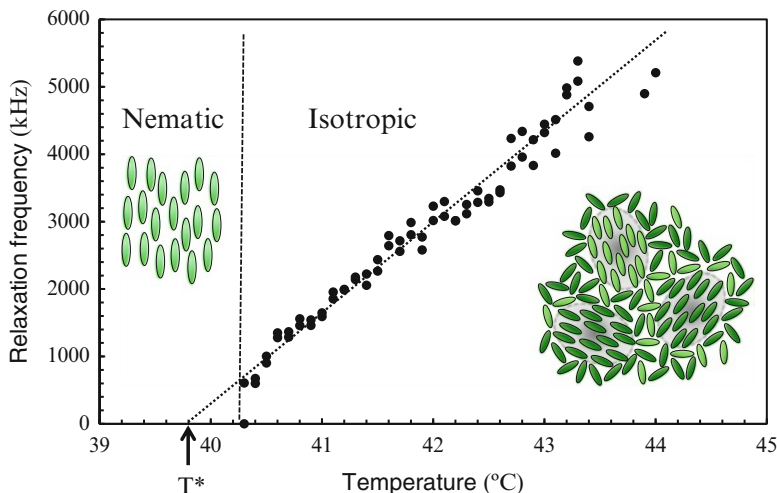 6000
5000
4000
3000
2000
1000
0
Relaxation frequency (kHz)
Nematic
Isotropic
39
40
41
42
43
44
45
T*
Temperature (ºC)